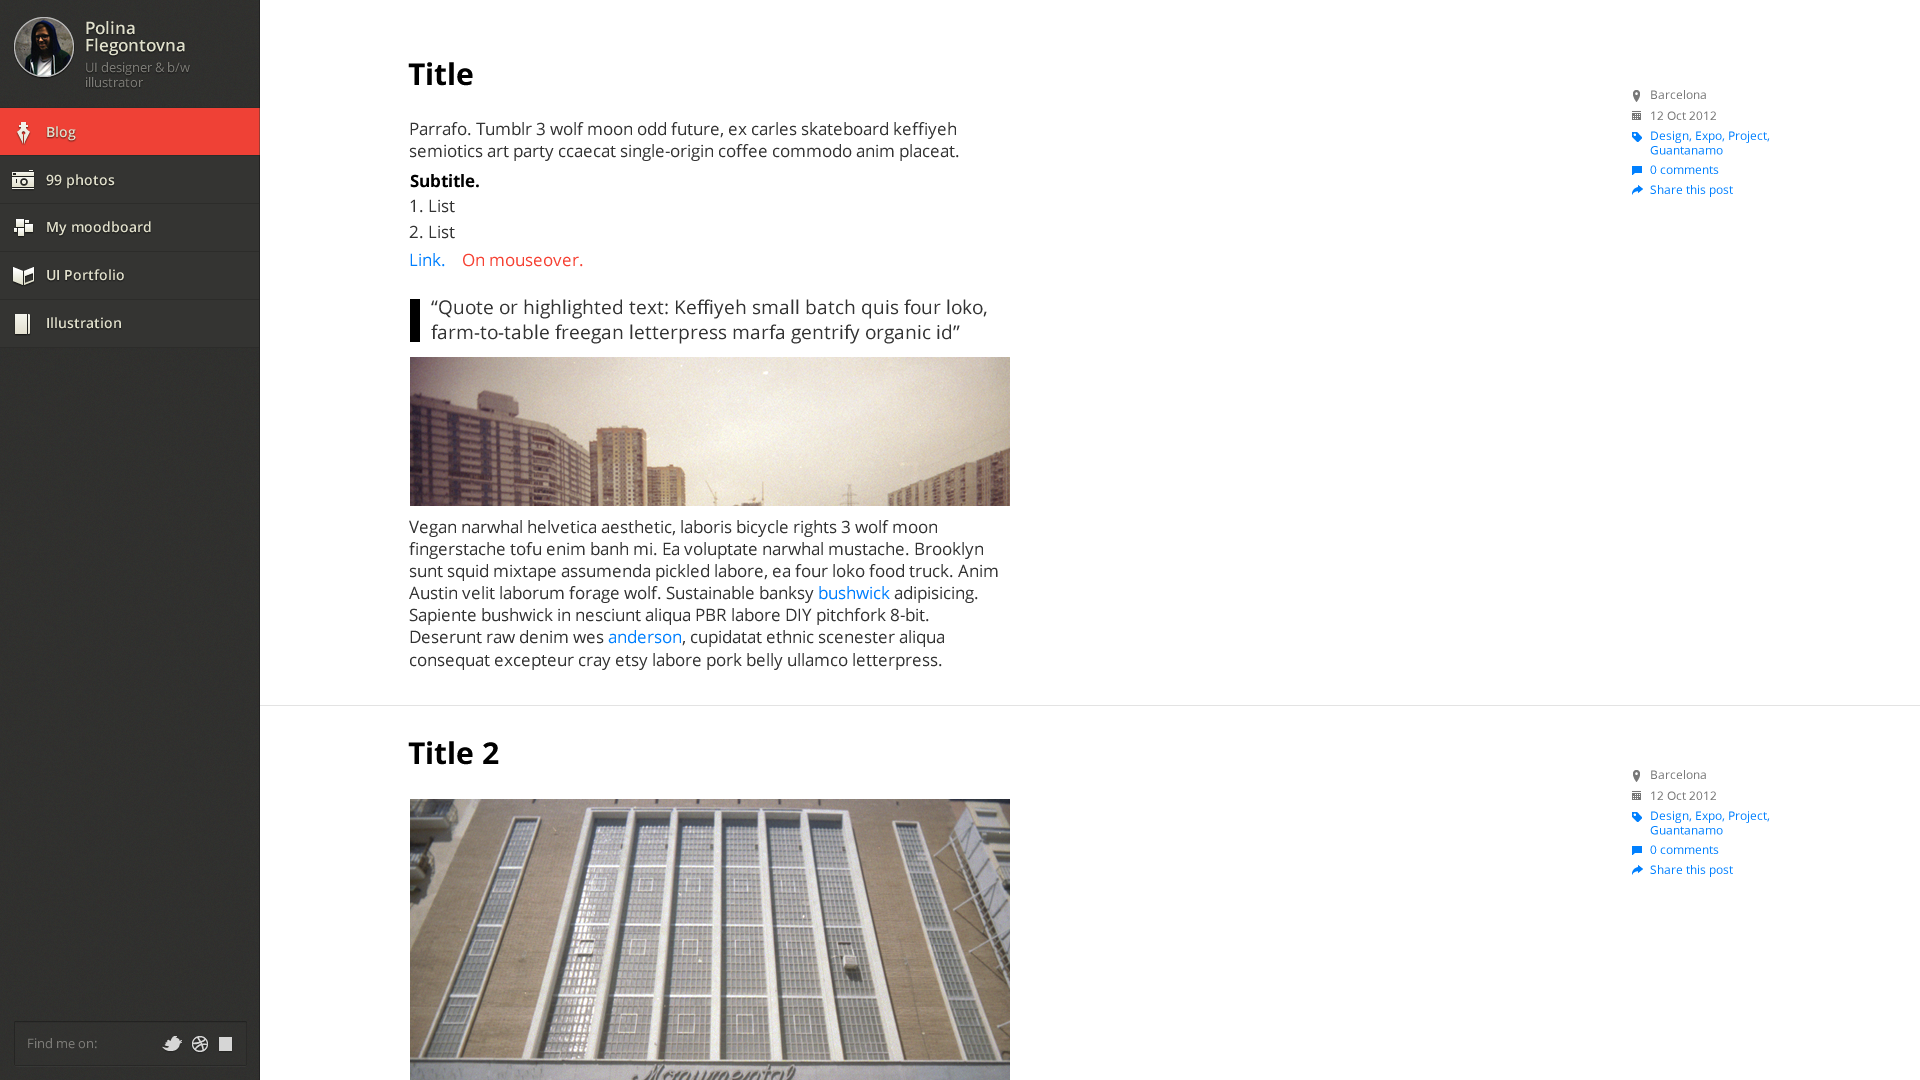 Polina
Flegontovna
UI designer & b/w
illustrator
Blog
99 photos
My moodboard
UI Portfolio
Illustration
Find me on:
Title
Parrafo. Tumblr 3 wolf moon odd future, ex carles skateboard keffiyeh
semiotics art party ccaecat single-origin coffee commodo anim placeat.
Subtitle.
1. List
2. List
Link. On mouseover.
“Quote or highlighted text: Keffiyeh small batch quis four loko,
farm-to-table freegan letterpress marfa gentrify organic id”
Vegan narwhal helvetica aesthetic, laboris bicycle rights 3 wolf moon
fingerstache tofu enim banh mi. Ea voluptate narwhal mustache. Brooklyn
sunt squid mixtape assumenda pickled labore, ea four loko food truck. Anim
Austin velit laborum forage wolf. Sustainable banksy bushwick adipisicing.
Sapiente bushwick in nesciunt aliqua PBR labore DIY pitchfork 8-bit.
Deserunt raw denim wes anderson, cupidatat ethnic scenester aliqua
consequat excepteur cray etsy labore pork belly ullamco letterpress.
Barcelona
12 Oct 2012
Design, Expo, Project,
Guantanamo
0 comments
Share this post
Title 2
Monumental
Barcelona
12 Oct 2012
Design, Expo, Project,
Guantanamo
0 comments
Share this post